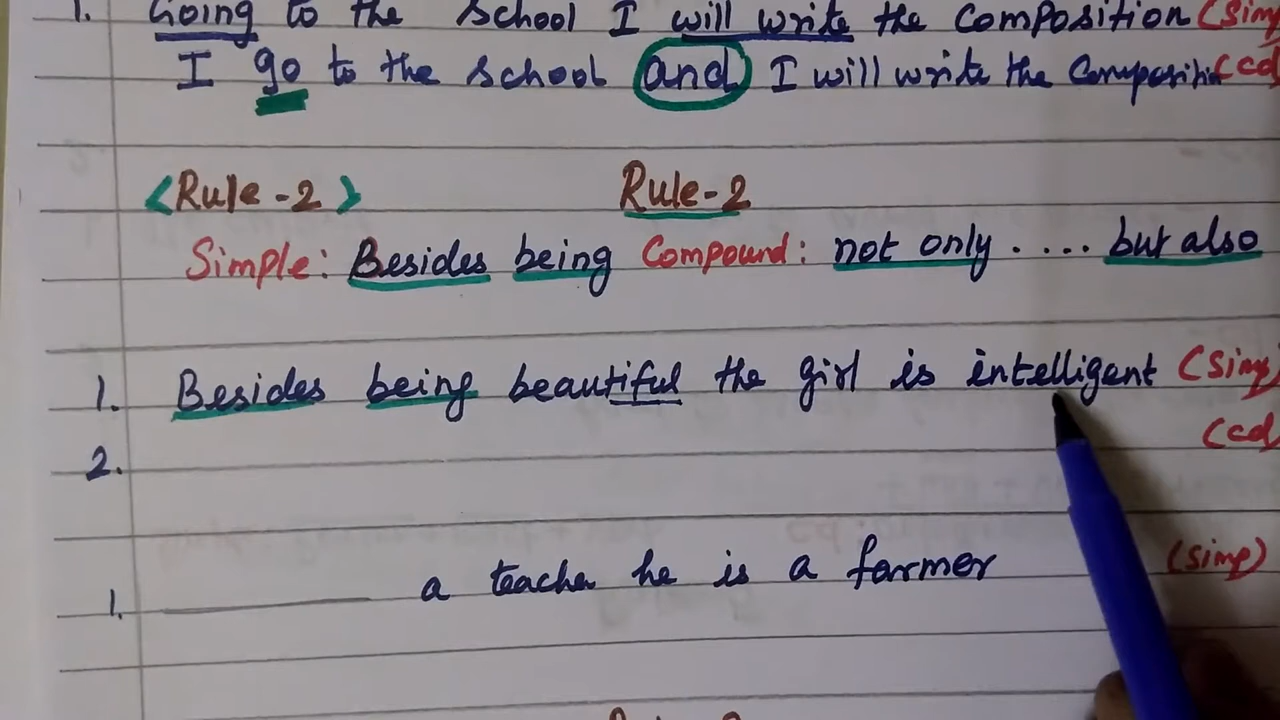 1. Going to the school I will write the composition (Simp
I go to the school and I will write the composition (cd
<Rule-2> Rule-2
Simple: Besides being Compound: not only .... but also
1. Besides being beautiful the girl is intelligent (Simp)
(cd
2.
1. a teacher he is a farmer (simp)